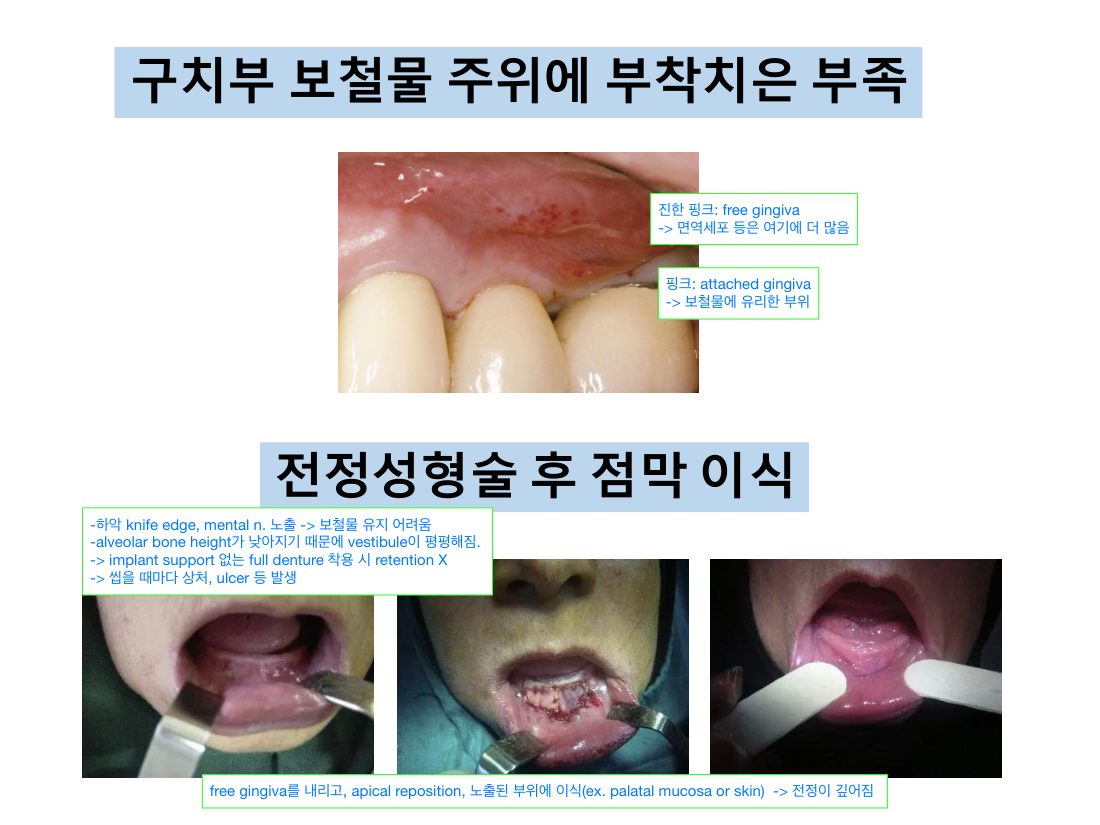 구치부 보철물 주위에 부착치은 부족
진한 핑크: free gingiva
-> 면역세포 등은 여기에 더 많음
핑크: attached gingiva
-> 보철물에 유리한 부위
전정성형술 후 점막 이식
-하악 knife edge, mental n. 노출 -> 보철물 유지 어려움
-alveolar bone height가 낮아지기 때문에 vestibule이 평평해짐.
-> implant support 없는 full denture 착용 시 retention X
-> 씹을 때마다 상처, ulcer 등 발생
free gingiva를 내리고, apical reposition, 노출된 부위에 이식(ex. palatal mucosa or skin) -> 전정이 깊어짐